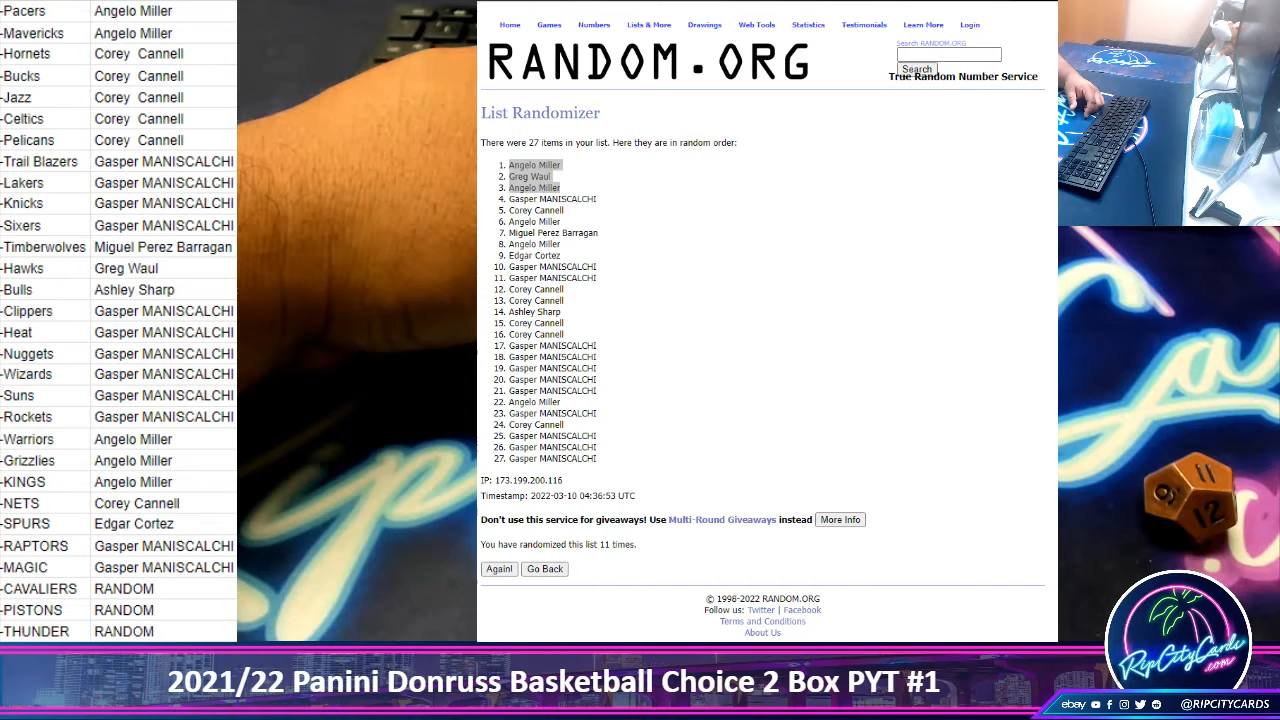 -Pacers Angelo Miller
-Mavericks Angelo Miller
-Hornets Corey Cannell
-Bucks Corey Cannell
-Jazz Corey Cannell
-Celtics Corey Cannell
-Pelicans Corey Cannell
-Trail Blazers Gasper MANISCALCHI
-Lakers Gasper MANISCALCHI
-Knicks Gasper MANISCALCHI
-Sixers Gasper MANISCALCHI
-Timberwolves Miguel Perez Barragan
-Hawks Greg Waul
-Bulls Ashley Sharp
-Clippers Gasper MANISCALCHI
-Heat Gasper MANISCALCHI
-Nuggets Gasper MANISCALCHI
-Wizards Gasper MANISCALCHI
-Suns Gasper MANISCALCHI
-Rockets Gasper MANISCALCHI
-Warriors Angelo Miller
-Grizzlies Angelo Miller
-KINGS Angelo Miller
-NETS Corey Cannell
-SPURS Edgar Cortez
-RAPTORS Gasper MANISCALCHI
-MAGIC Gasper MANISCALCHI
-CAVALIERS RANDOM
-PISTONS RANDOM
-THUNDER RANDOM
Home Games Numbers Lists & More Drawings Web Tools Statistics Testimonials Learn More Login
RANDOM.ORG
Search RANDOM.ORG
Search
True Random Number Service
List Randomizer
There were 27 items in your list. Here they are in random order:
1. Angelo Miller
2. Greg Waul
3. Angelo Miller
4. Gasper MANISCALCHI
5. Corey Cannell
6. Angelo Miller
7. Miguel Perez Barragan
8. Angelo Miller
9. Edgar Cortez
10. Gasper MANISCALCHI
11. Gasper MANISCALCHI
12. Corey Cannell
13. Corey Cannell
14. Ashley Sharp
15. Corey Cannell
16. Corey Cannell
17. Gasper MANISCALCHI
18. Gasper MANISCALCHI
19. Gasper MANISCALCHI
20. Gasper MANISCALCHI
21. Gasper MANISCALCHI
22. Angelo Miller
23. Gasper MANISCALCHI
24. Corey Cannell
25. Gasper MANISCALCHI
26. Gasper MANISCALCHI
27. Gasper MANISCALCHI
IP: 173.199.200.116
Timestamp: 2022-03-10 04:36:53 UTC
Don't use this service for giveaways! Use Multi-Round Giveaways instead More Info
You have randomized this list 11 times.
Again! Go Back
© 1998-2022 RANDOM.ORG
Follow us: Twitter | Facebook
Terms and Conditions
About Us
11
9
12
RipCityCards
.com
2021/22 Panini Donruss Basketball Choice 2 Box PYT #1
ebay @RIPCITYCARDS